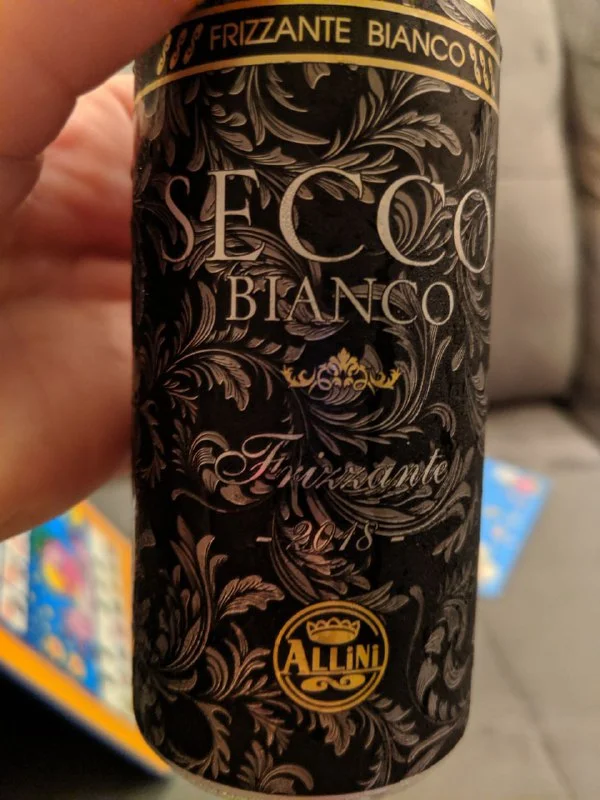 FRIZZANTE BIANCO
SECCO
BIANCO
Frizzante
- 2018 -
ALLiNi